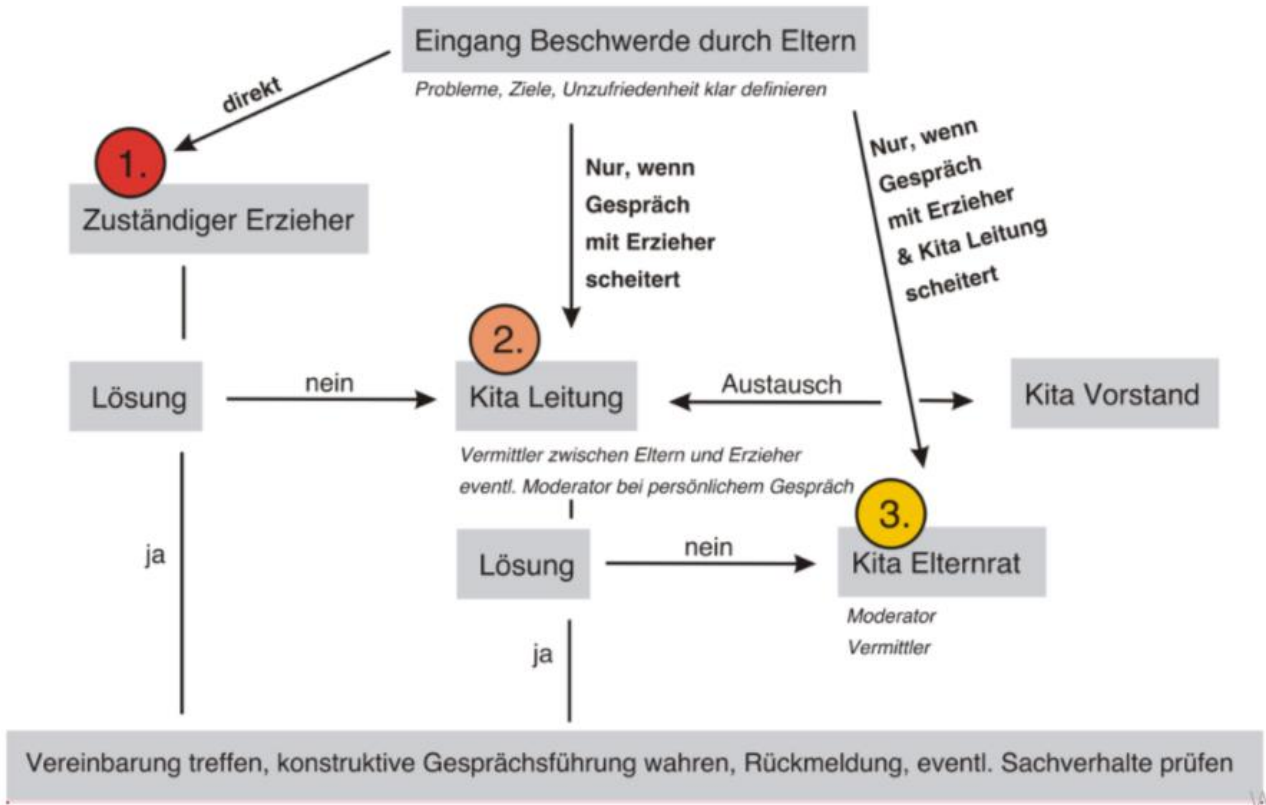 Eingang Beschwerde durch Eltern
Probleme, Ziele, Unzufriedenheit klar definieren
direkt
1.
Zuständiger Erzieher
Nur, wenn
Gespräch
mit Erzieher
scheitert
Nur, wenn
Gespräch
mit Erzieher
& Kita Leitung
scheitert
Lösung
nein
2.
Kita Leitung
Austausch
Kita Vorstand
Vermittler zwischen Eltern und Erzieher
eventl. Moderator bei persönlichem Gespräch
ja
Lösung
nein
3.
Kita Elternrat
Moderator
Vermittler
ja
Vereinbarung treffen, konstruktive Gesprächsführung wahren, Rückmeldung, eventl. Sachverhalte prüfen